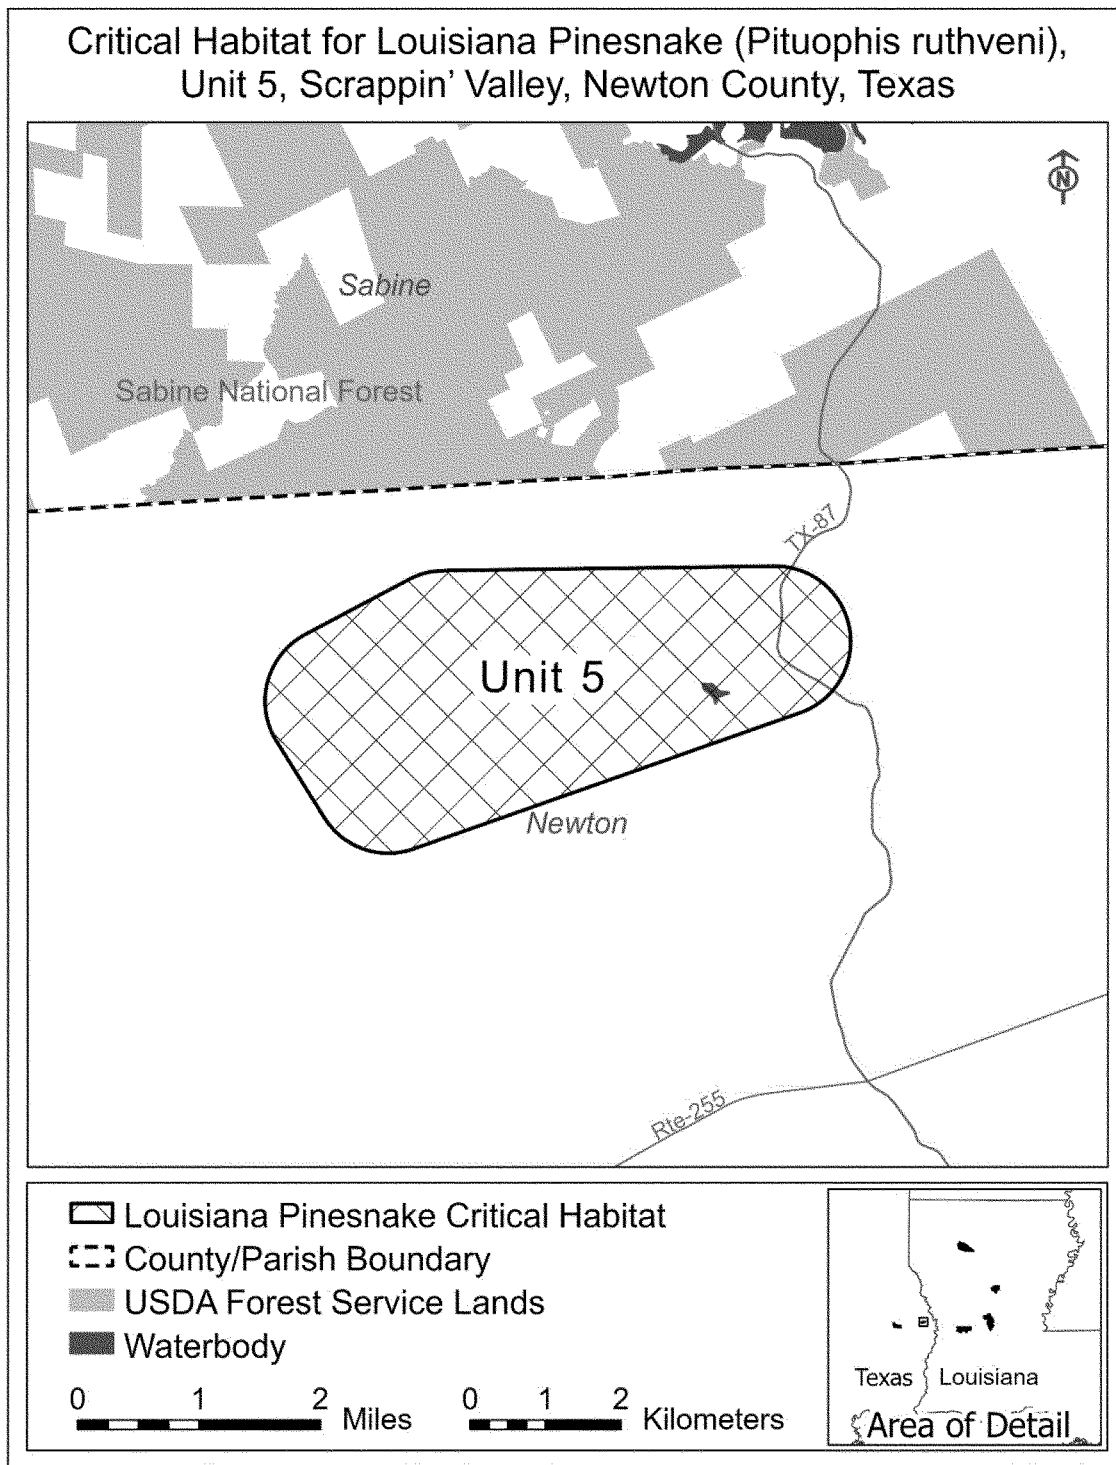 Critical Habitat for Louisiana Pinesnake (Pituophis ruthveni),
Unit 5, Scrappin' Valley, Newton County, Texas
N
Sabine
Sabine National Forest
TX-87
Unit 5
Newton
Rte-255
Louisiana Pinesnake Critical Habitat
County/Parish Boundary
USDA Forest Service Lands
Waterbody
0 1 2
Miles
0 1 2
Kilometers
Texas
Louisiana
Area of Detail